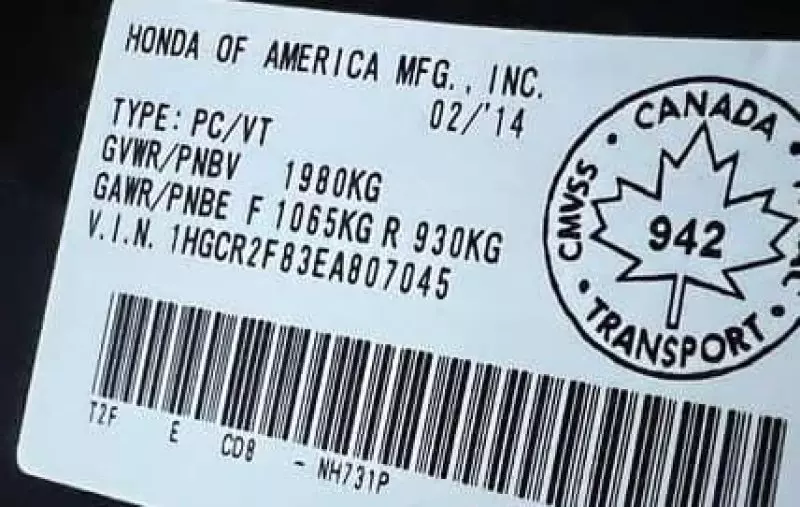 HONDA OF AMERICA MFG., INC.
02/'14
TYPE: PC/VT
GVWR/PNBV 1980KG
GAWR/PNBE F 1065KG R 930KG
V.I.N. 1HGCR2F83EA807045
CANADA
CMVSS
942
TRANSPORT
T2F E CD8 - NH731P